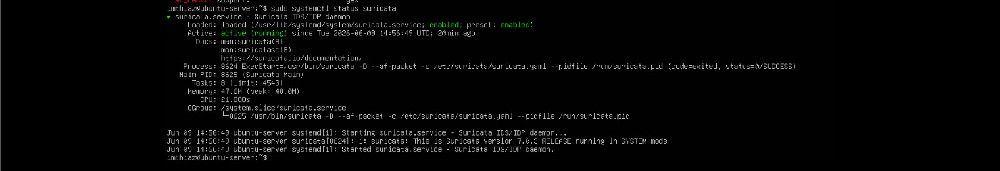 AF_PACKET support: yes
imthiaz@ubuntu-server:~$ sudo systemctl status suricata
● suricata.service - Suricata IDS/IDP daemon
Loaded: loaded (/usr/lib/systemd/system/suricata.service; enabled; preset: enabled)
Active: active (running) since Tue 2026-06-09 14:56:49 UTC; 20min ago
Docs: man:suricata(8)
man:suricatasc(8)
https://suricata.io/documentation/
Process: 8624 ExecStart=/usr/bin/suricata -D --af-packet -c /etc/suricata/suricata.yaml --pidfile /run/suricata.pid (code=exited, status=0/SUCCESS)
Main PID: 8625 (Suricata-Main)
Tasks: 8 (limit: 4543)
Memory: 47.6M (peak: 48.0M)
CPU: 21.888s
CGroup: /system.slice/suricata.service
└─8625 /usr/bin/suricata -D --af-packet -c /etc/suricata/suricata.yaml --pidfile /run/suricata.pid
Jun 09 14:56:49 ubuntu-server systemd[1]: Starting suricata.service - Suricata IDS/IDP daemon...
Jun 09 14:56:49 ubuntu-server suricata[8624]: i: suricata: This is Suricata version 7.0.3 RELEASE running in SYSTEM mode
Jun 09 14:56:49 ubuntu-server systemd[1]: Started suricata.service - Suricata IDS/IDP daemon.
imthiaz@ubuntu-server:~$